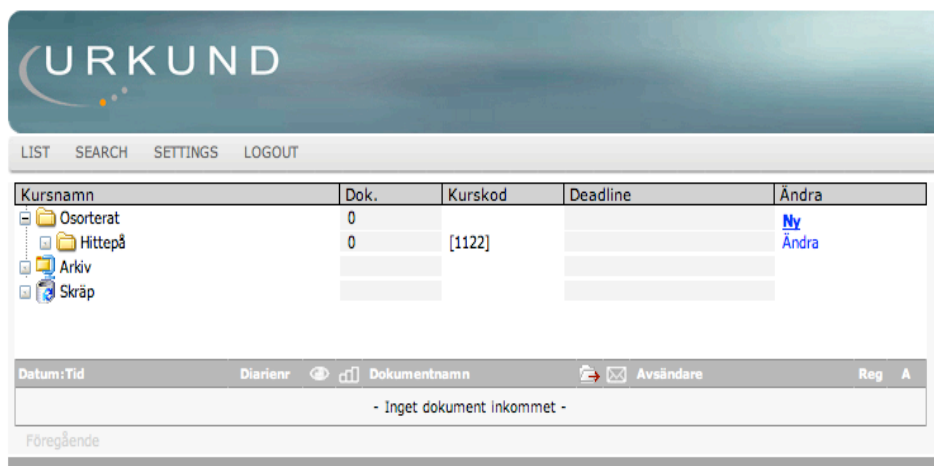 URKUND
LIST SEARCH SETTINGS LOGOUT
Kursnamn Dok. Kurskod Deadline Ändra
Osorterat 0 Ny
Hittepå 0 [1122] Ändra
Arkiv
Skräp
Datum:Tid Diarienr Dokumentnamn Avsändare Reg A
- Inget dokument inkommet -
Föregående